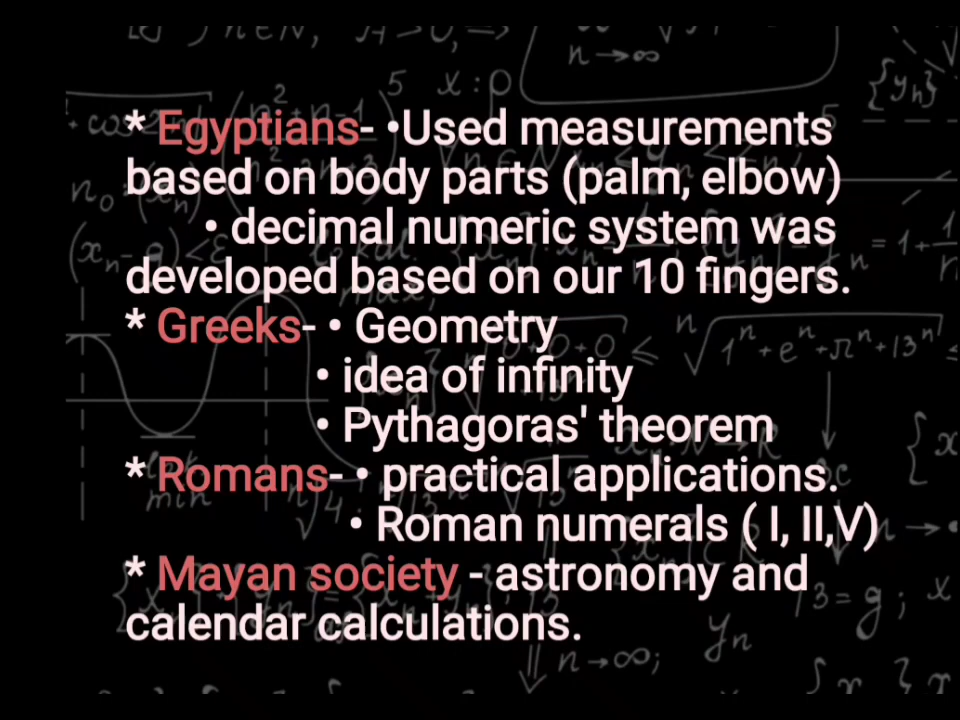 * Egyptians- •Used measurements
based on body parts (palm, elbow)
• decimal numeric system was
developed based on our 10 fingers.
* Greeks- • Geometry
• idea of infinity
• Pythagoras' theorem
* Romans- • practical applications.
• Roman numerals ( I, II,V)
* Mayan society - astronomy and
calendar calculations.